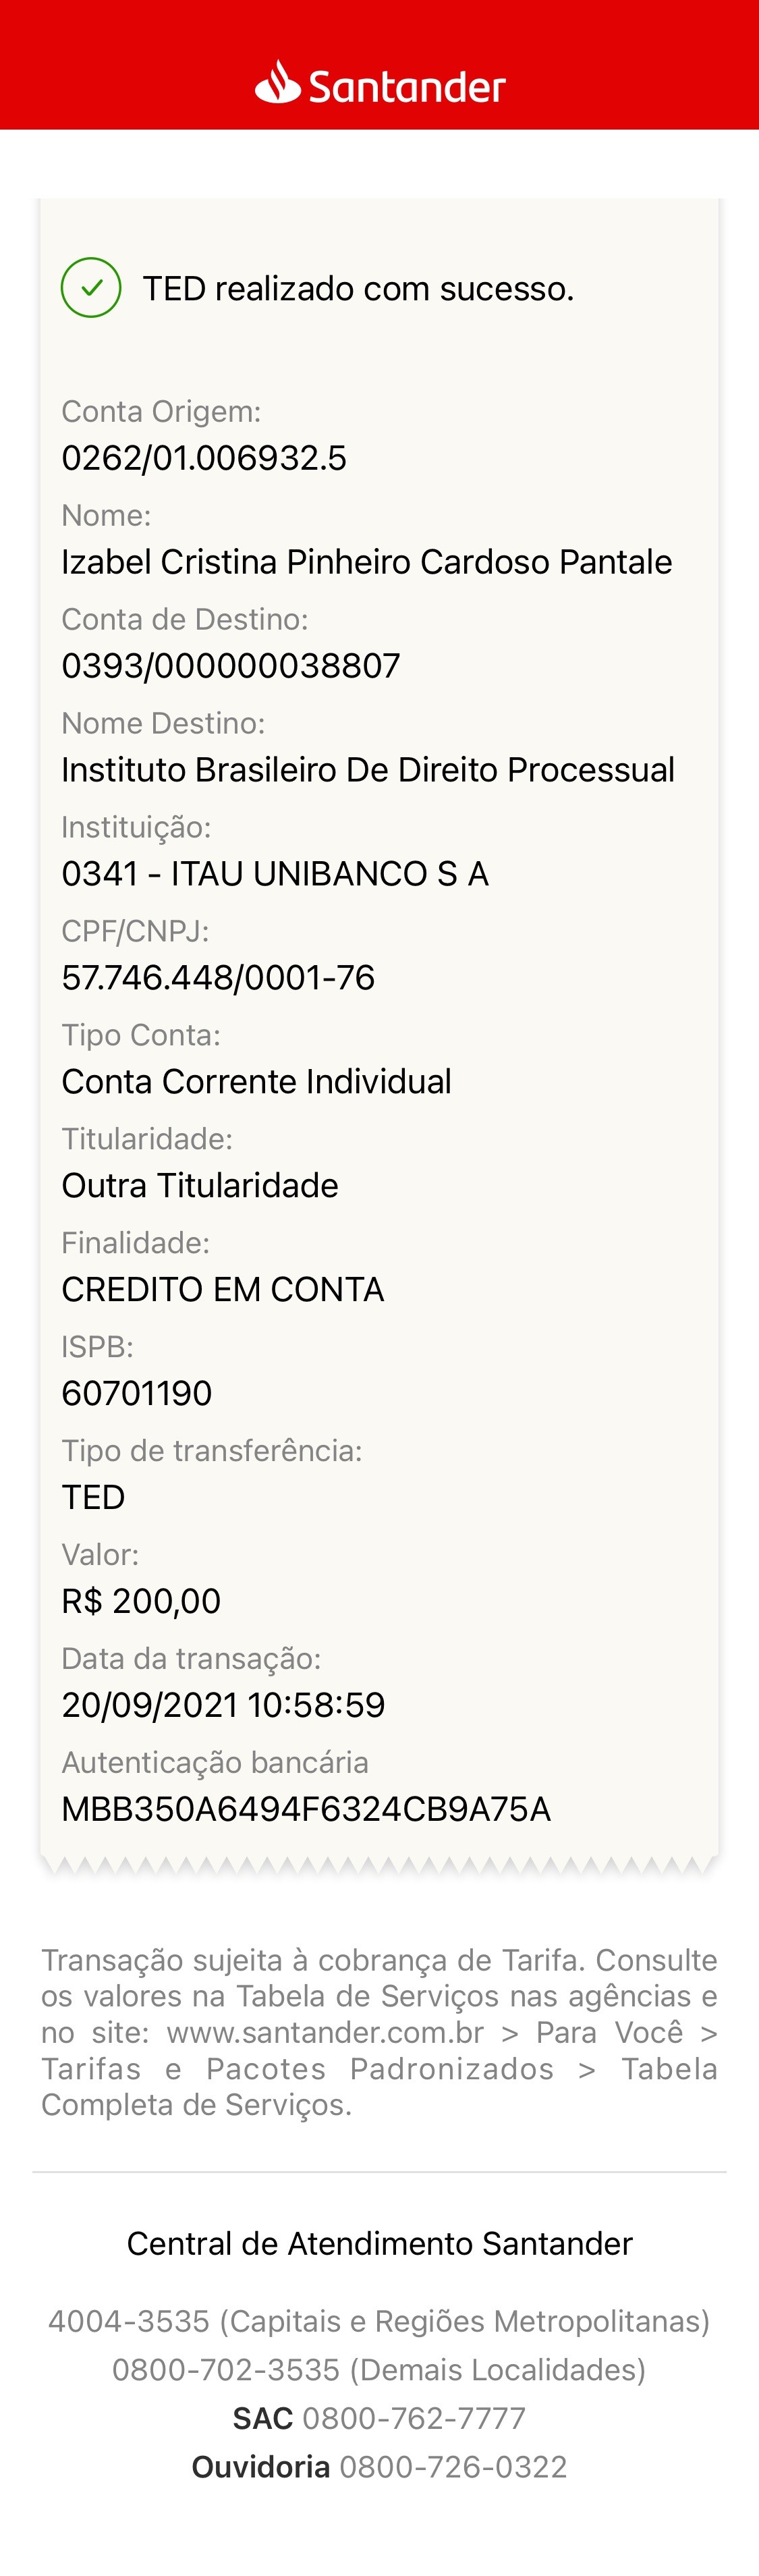 Santander
TED realizado com sucesso.
Conta Origem:
0262/01.006932.5
Nome:
Izabel Cristina Pinheiro Cardoso Pantale
Conta de Destino:
0393/000000038807
Nome Destino:
Instituto Brasileiro De Direito Processual
Instituição:
0341 - ITAU UNIBANCO S A
CPF/CNPJ:
57.746.448/0001-76
Tipo Conta:
Conta Corrente Individual
Titularidade:
Outra Titularidade
Finalidade:
CREDITO EM CONTA
ISPB:
60701190
Tipo de transferência:
TED
Valor:
R$ 200,00
Data da transação:
20/09/2021 10:58:59
Autenticação bancária
MBB350A6494F6324CB9A75A
Transação sujeita à cobrança de Tarifa. Consulte
os valores na Tabela de Serviços nas agências e
no site: www.santander.com.br > Para Você >
Tarifas e Pacotes Padronizados > Tabela
Completa de Serviços.
Central de Atendimento Santander
4004-3535 (Capitais e Regiões Metropolitanas)
0800-702-3535 (Demais Localidades)
SAC 0800-762-7777
Ouvidoria 0800-726-0322